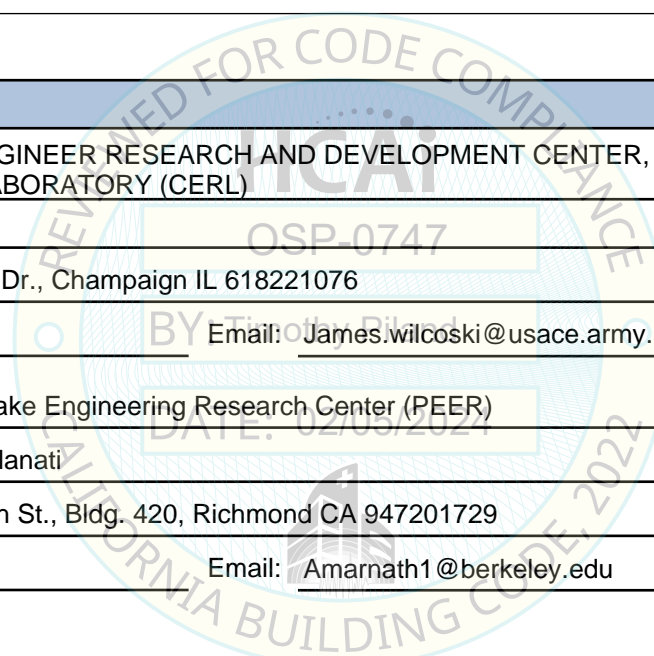 REVIEWED FOR CODE COMPLIANCE
HCAi
GINEER RESEARCH AND DEVELOPMENT CENTER,
ABORATORY (CERL)
OSP-0747
Dr., Champaign IL 618221076
BY: Timothy Piland
Email: James.wilcoski@usace.army.
ake Engineering Research Center (PEER)
DATE: 02/05/2024
lanati
n St., Bldg. 420, Richmond CA 947201729
Email: Amarnath1@berkeley.edu
CALIFORNIA BUILDING CODE, 2022